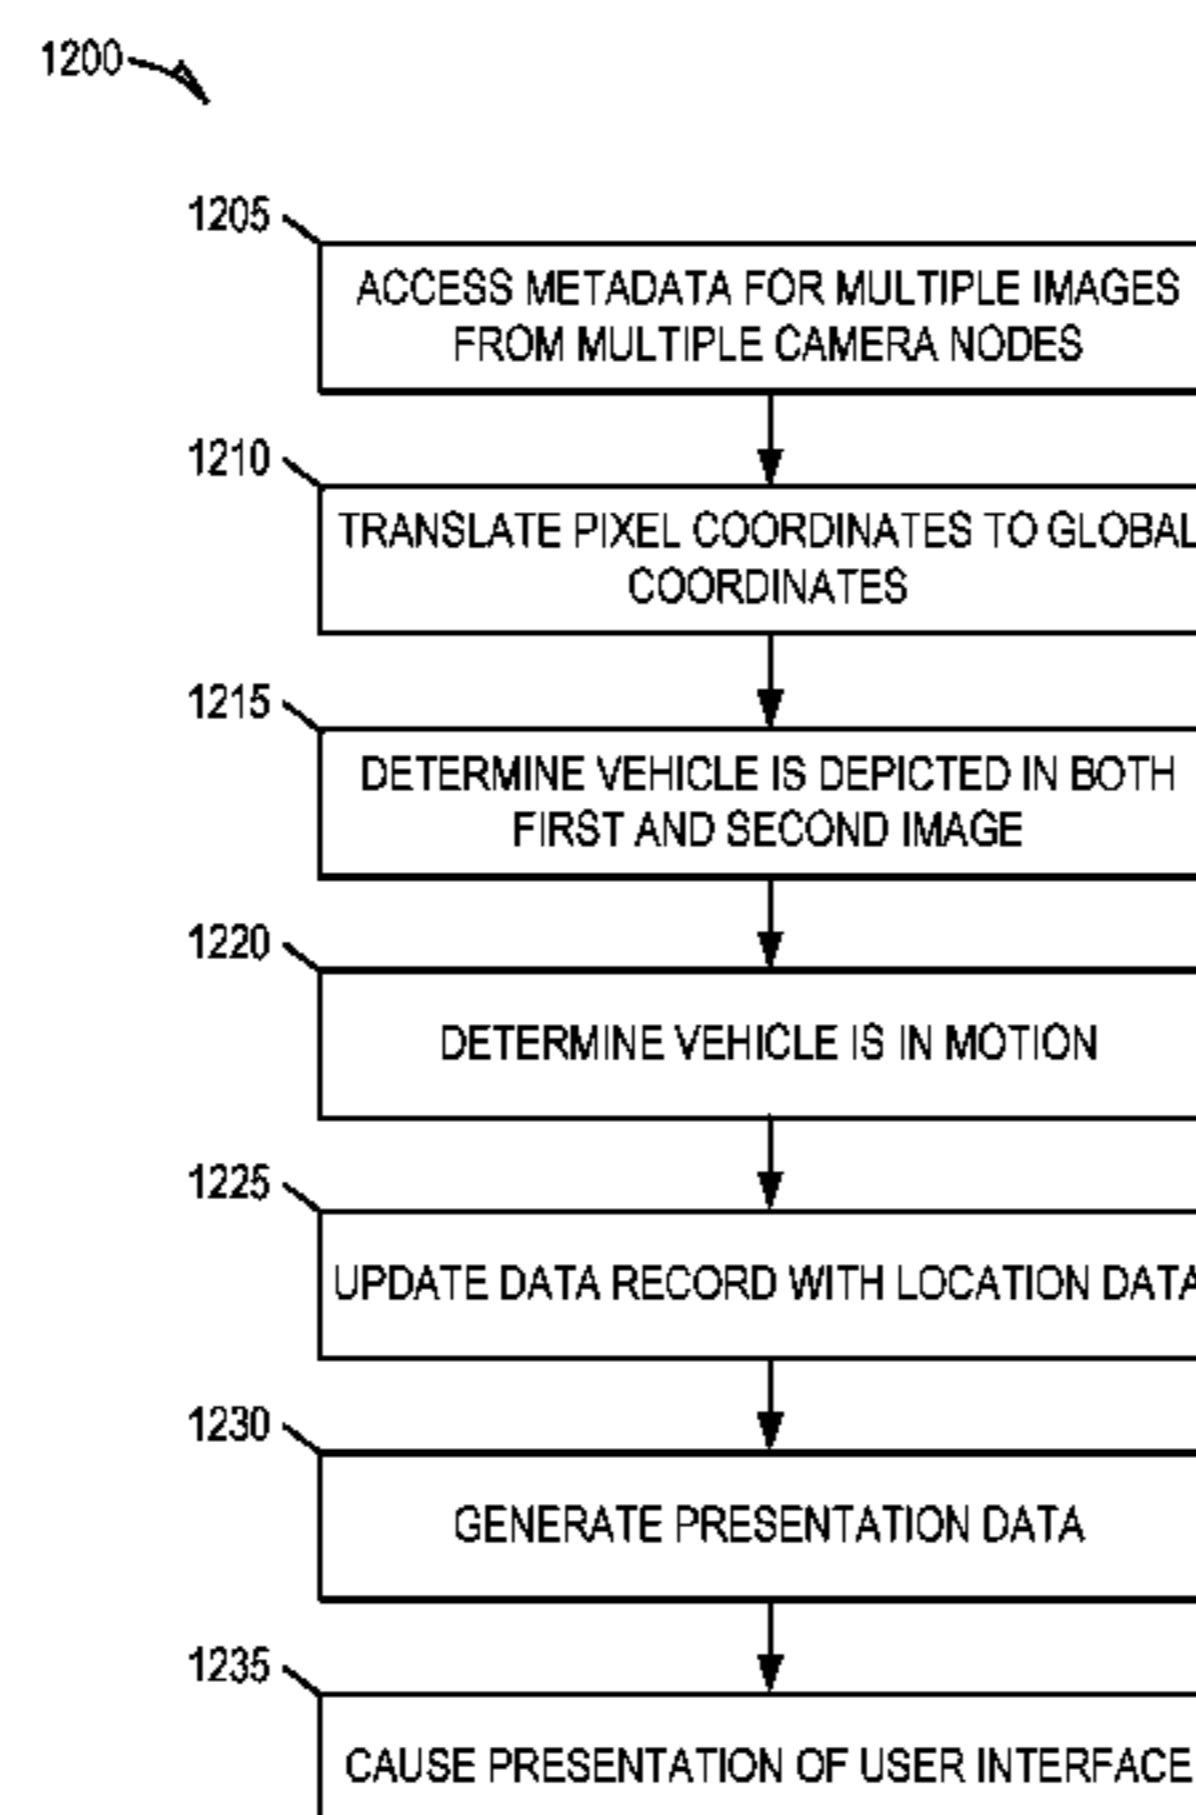 1200
1205
ACCESS METADATA FOR MULTIPLE IMAGES
FROM MULTIPLE CAMERA NODES
1210
TRANSLATE PIXEL COORDINATES TO GLOBAL
COORDINATES
1215
DETERMINE VEHICLE IS DEPICTED IN BOTH
FIRST AND SECOND IMAGE
1220
DETERMINE VEHICLE IS IN MOTION
1225
UPDATE DATA RECORD WITH LOCATION DATA
1230
GENERATE PRESENTATION DATA
1235
CAUSE PRESENTATION OF USER INTERFACE